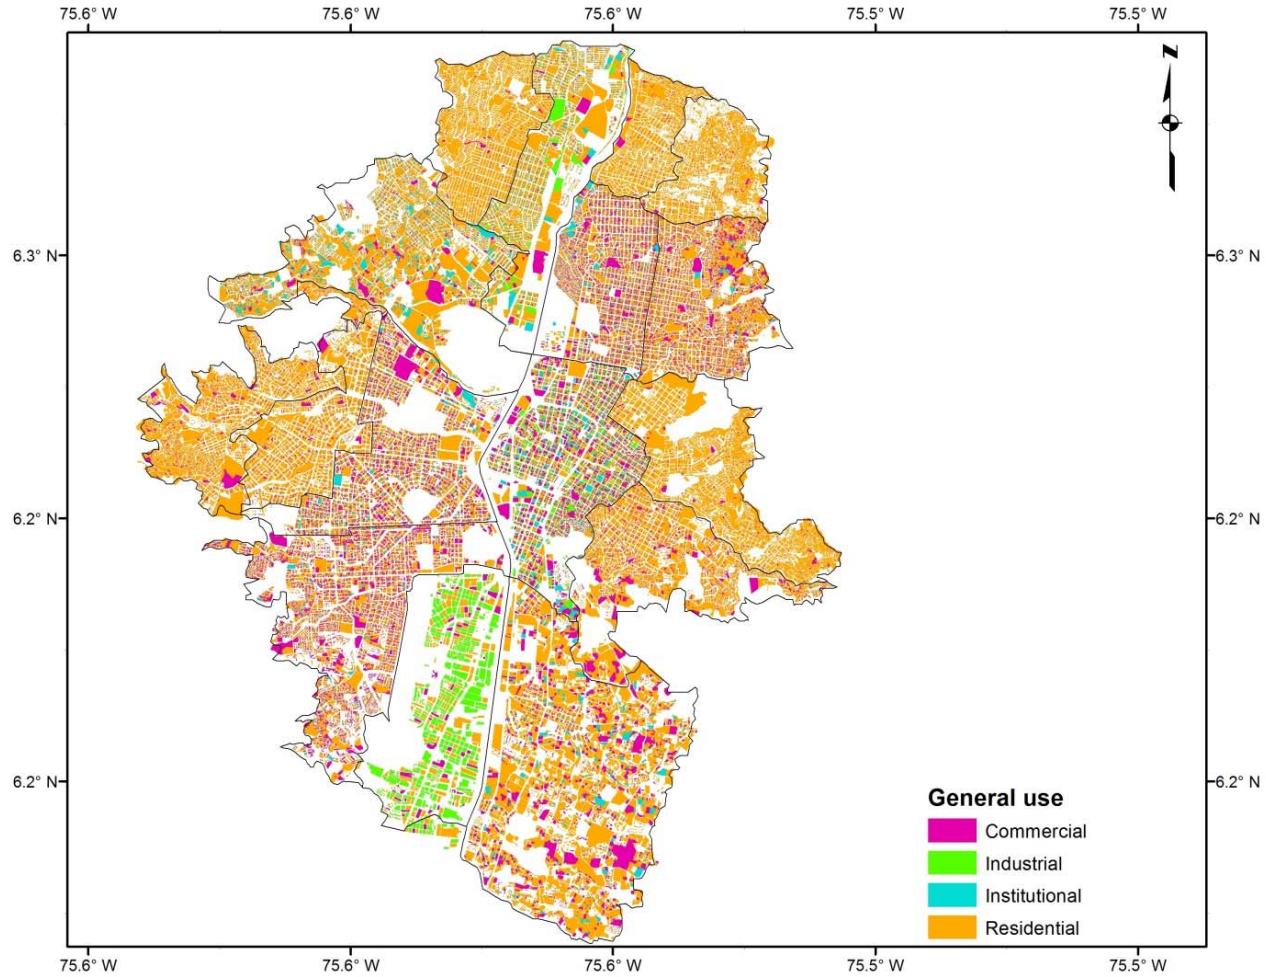 75.6° W 75.6° W 75.6° W 75.5° W 75.5° W
N
6.3° N 6.3° N
6.2° N 6.2° N
6.2° N 6.2° N
General use
Commercial
Industrial
Institutional
Residential
75.6° W 75.6° W 75.6° W 75.5° W 75.5° W